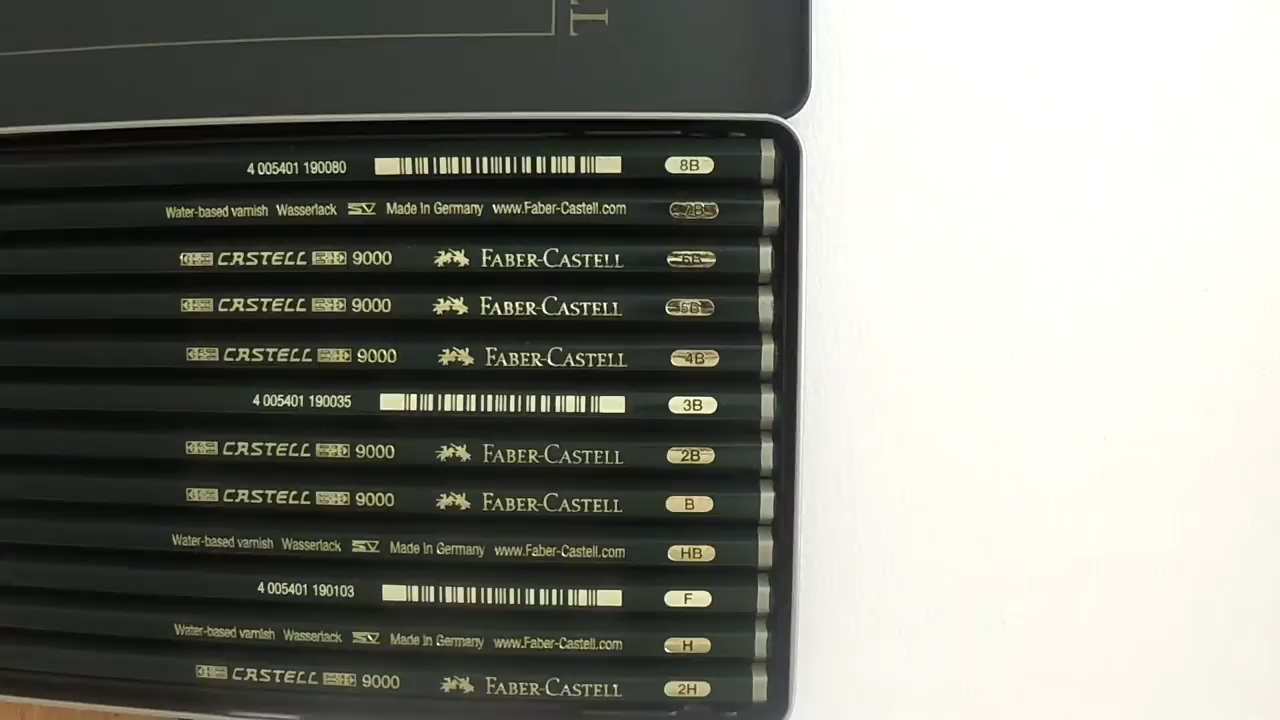 T
4 005401 190080 8B
Water-based varnish Wasserlack SV Made in Germany www.Faber-Castell.com 7B
CASTELL 9000 FABER-CASTELL 6B
CASTELL 9000 FABER-CASTELL 5B
CASTELL 9000 FABER-CASTELL 4B
4 005401 190035 3B
CASTELL 9000 FABER-CASTELL 2B
CASTELL 9000 FABER-CASTELL B
Water-based varnish Wasserlack SV Made in Germany www.Faber-Castell.com HB
4 005401 190103 F
Water-based varnish Wasserlack SV Made in Germany www.Faber-Castell.com H
CASTELL 9000 FABER-CASTELL 2H